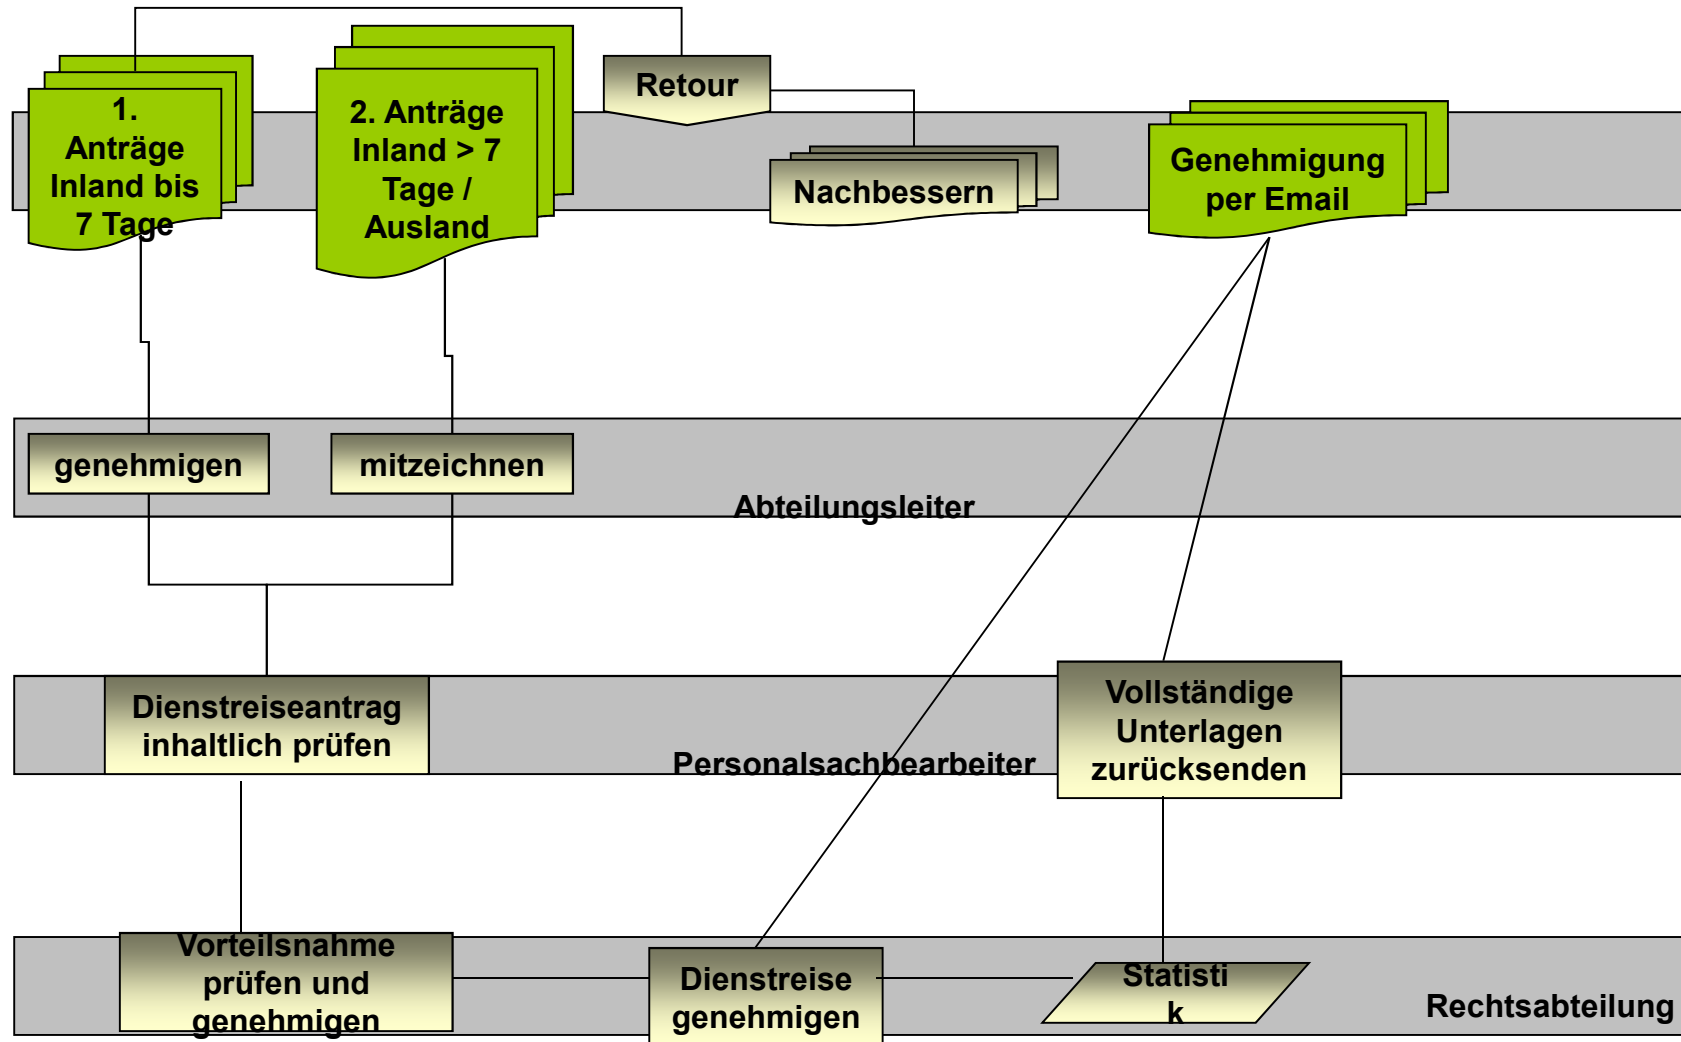 1.
Anträge
Inland bis
7 Tage
2. Anträge
Inland > 7
Tage /
Ausland
Retour
Nachbessern
Genehmigung
per Email
genehmigen
mitzeichnen
Abteilungsleiter
Dienstreiseantrag
inhaltlich prüfen
Personalsachbearbeiter
Vollständige
Unterlagen
zurücksenden
Vorteilsnahme
prüfen und
genehmigen
Dienstreise
genehmigen
Statisti
k
Rechtsabteilung